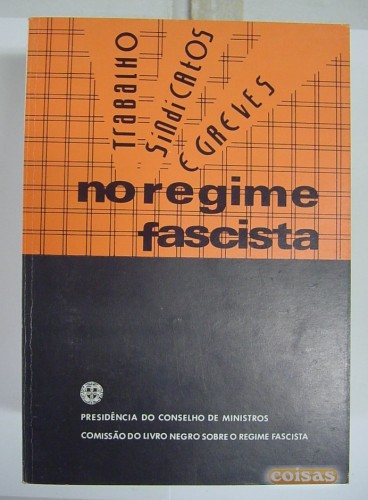 TRABALHO
SINDICATOS
E GREVES
no regime
fascista
PRESIDÊNCIA DO CONSELHO DE MINISTROS
COMISSÃO DO LIVRO NEGRO SOBRE O REGIME FASCISTA
coisas